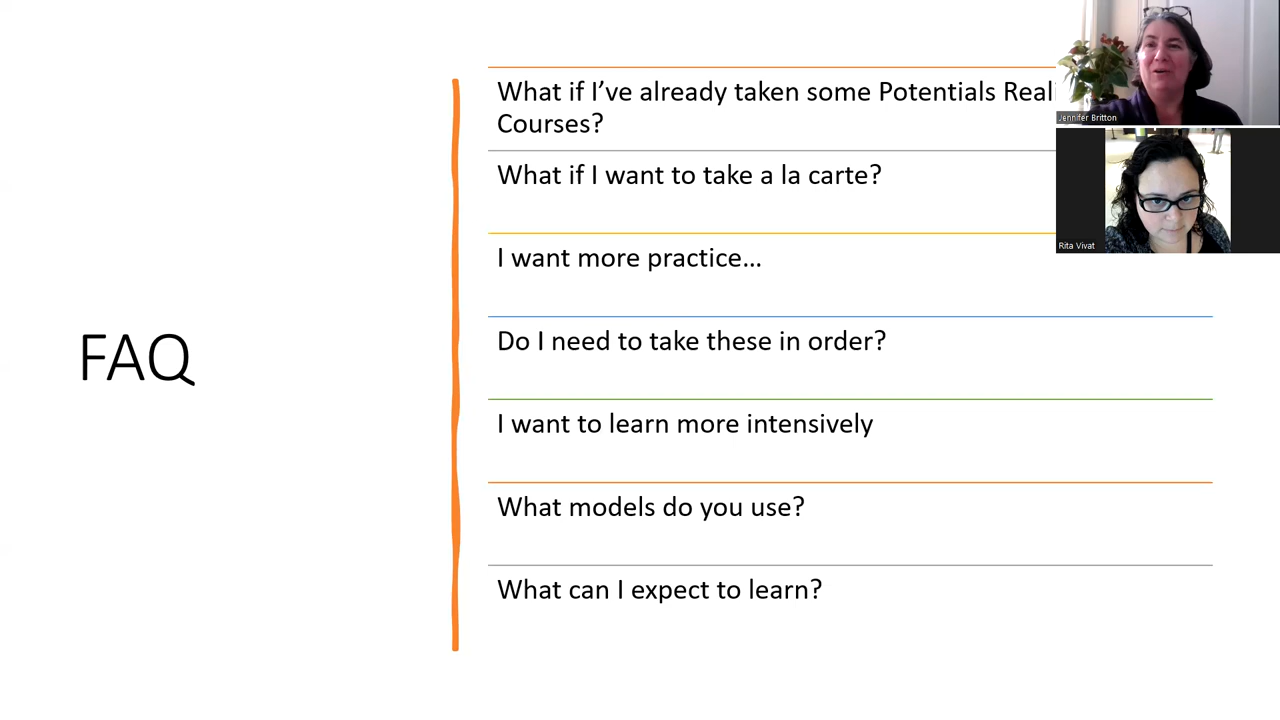 FAQ
What if I’ve already taken some Potentials
Courses?
What if I want to take a la carte?
I want more practice…
Do I need to take these in order?
I want to learn more intensively
What models do you use?
What can I expect to learn?
Jennifer Britton
Rita Vivat